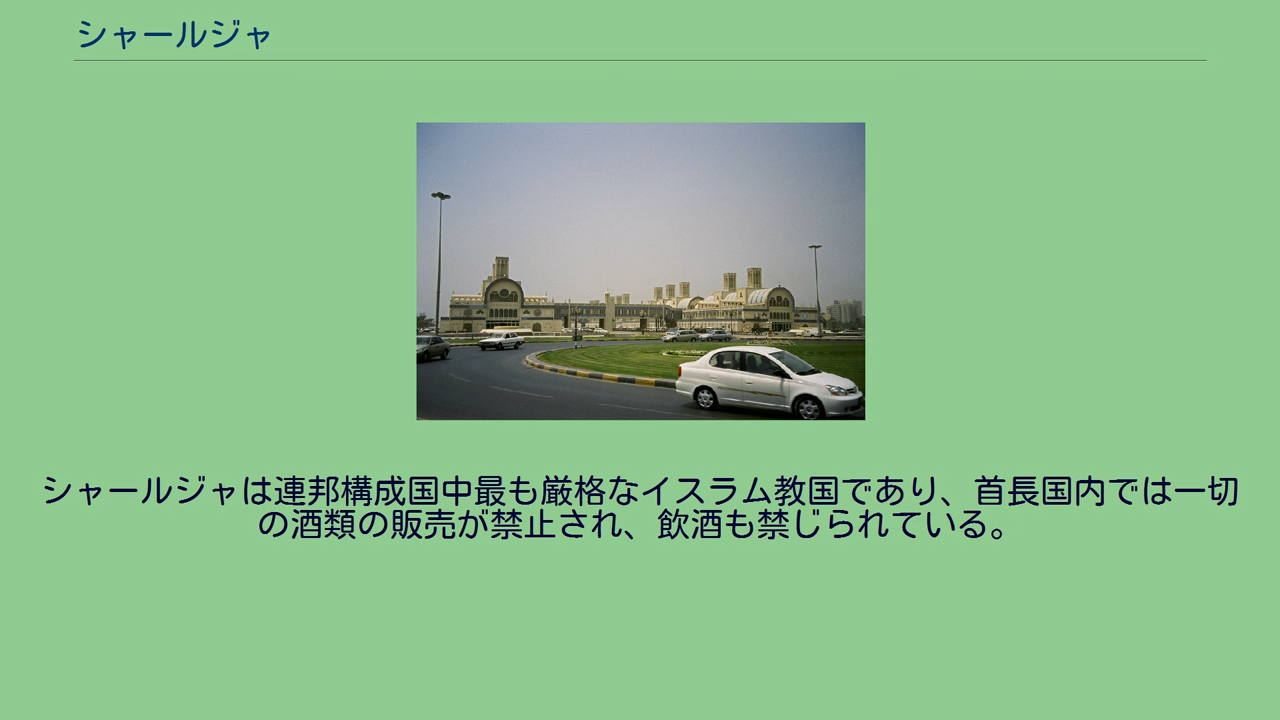 シャールジャ
シャールジャは連邦構成国中最も厳格なイスラム教国であり、首長国内では一切
の酒類の販売が禁止され、飲酒も禁じられている。